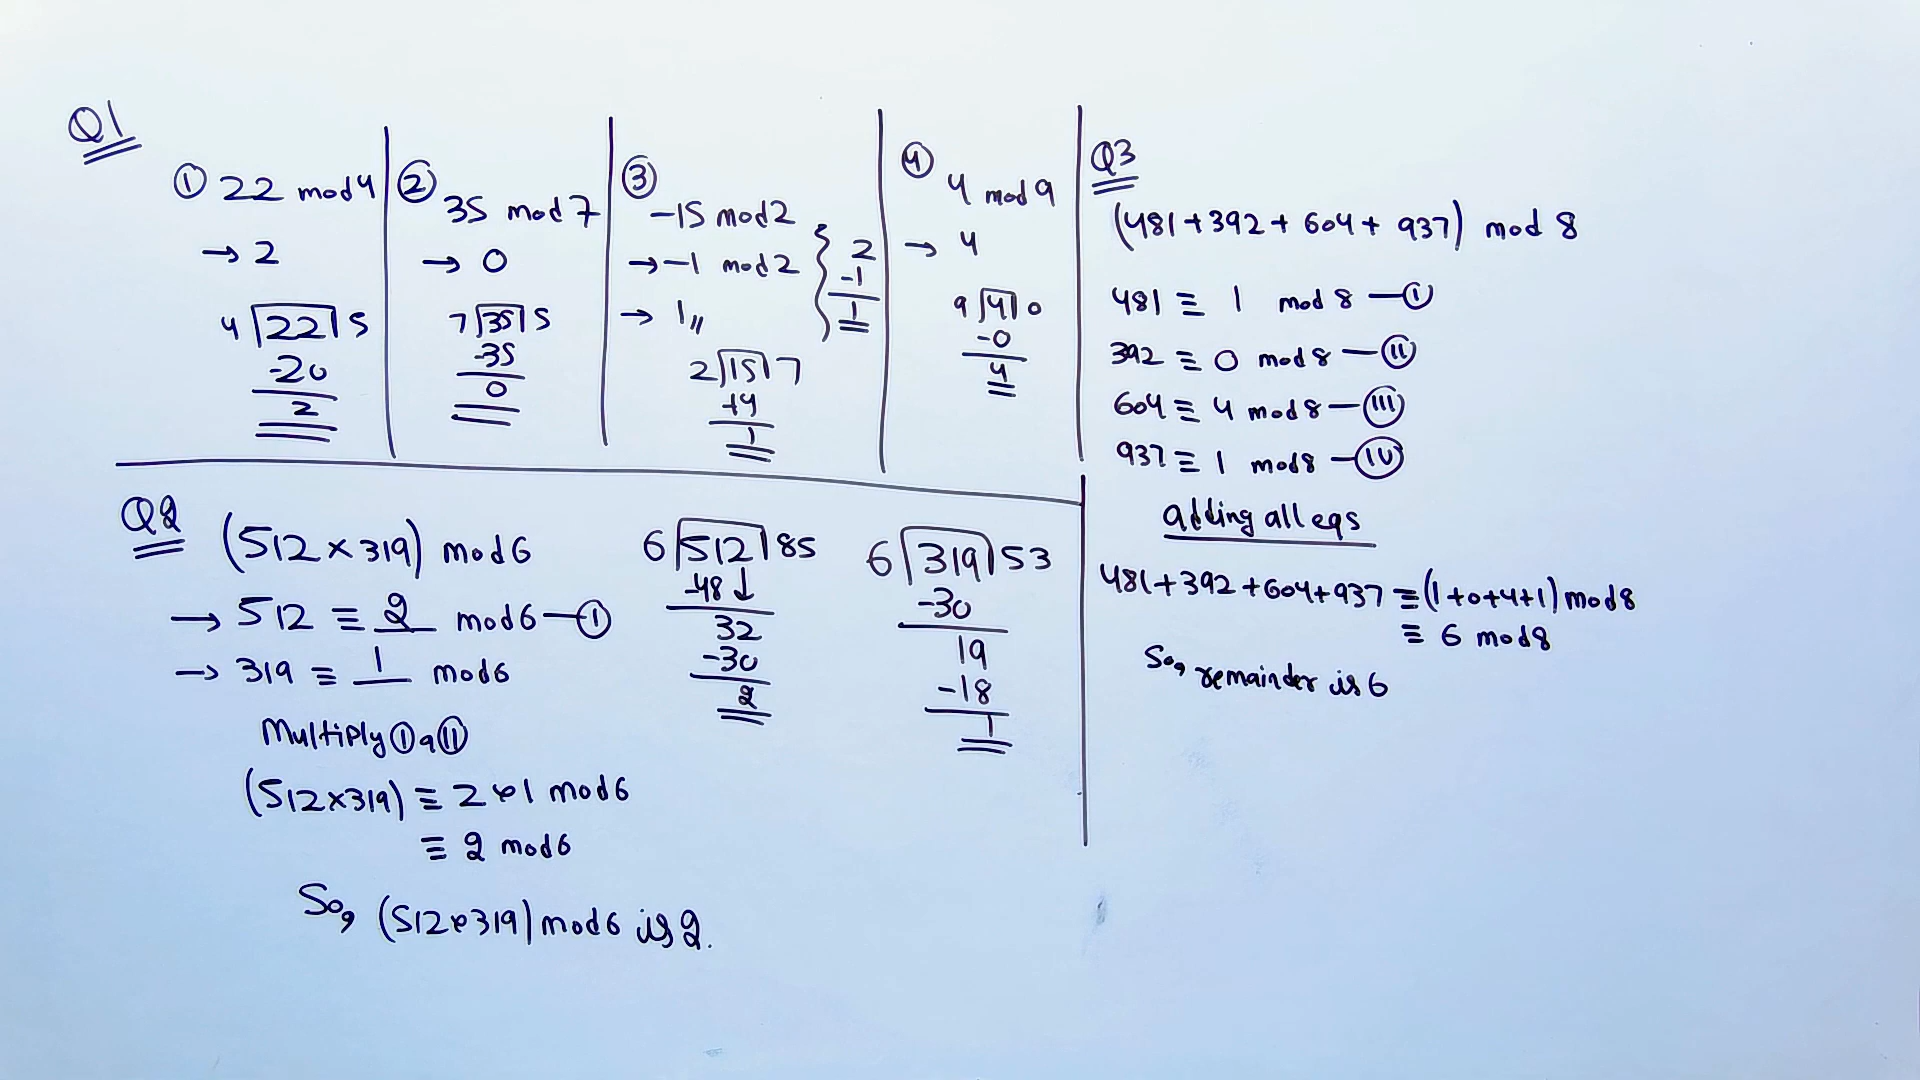 Q1
① 22 mod 4
→ 2
4 | 22 | 5
-20
2
② 35 mod 7
→ 0
7 | 35 | 5
-35
0
③
-15 mod 2
→ -1 mod 2
→ 1 //
2
-1
1
2 | 15 | 7
+4
1
④ 4 mod 9
→ 4
9 | 4 | 0
-0
4
Q2 (512 × 319) mod 6
→ 512 ≡ 2 mod 6 — ①
→ 319 ≡ 1 mod 6
Multiply Ⓘ & Ⓘⓘ
(512×319) ≡ 2 × 1 mod 6
≡ 2 mod 6
So, (512×319) mod 6 is 2.
6 | 512 | 85
-48 ↓
32
-30
2
6 | 319 | 53
-30
19
-18
1
Q3
(481 + 392 + 604 + 937) mod 8
481 ≡ 1 mod 8 — (I)
392 ≡ 0 mod 8 — (II)
604 ≡ 4 mod 8 — (III)
937 ≡ 1 mod 8 — (IV)
adding all eqs
481 + 392 + 604 + 937 ≡ (1+0+4+1) mod 8
≡ 6 mod 8
So, remainder is 6